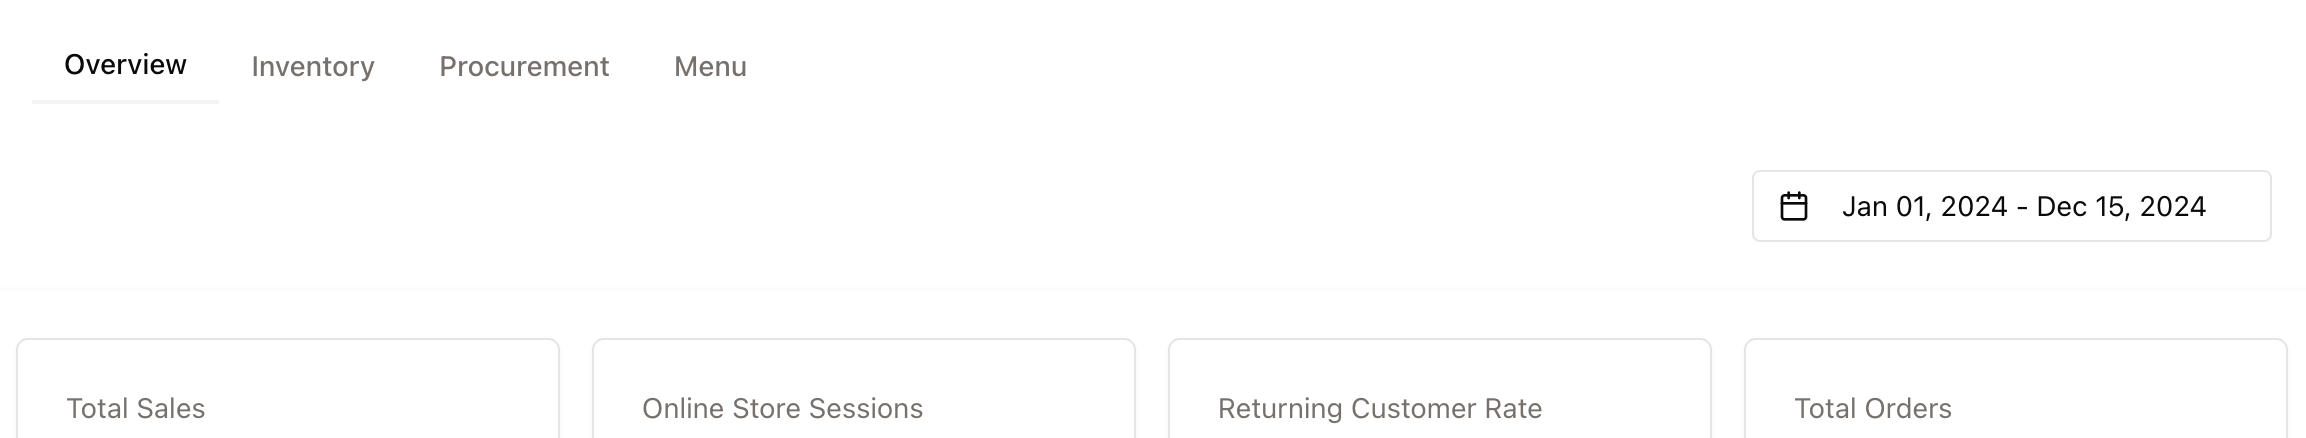 Overview Inventory Procurement Menu
Jan 01, 2024 - Dec 15, 2024
Total Sales Online Store Sessions Returning Customer Rate Total Orders